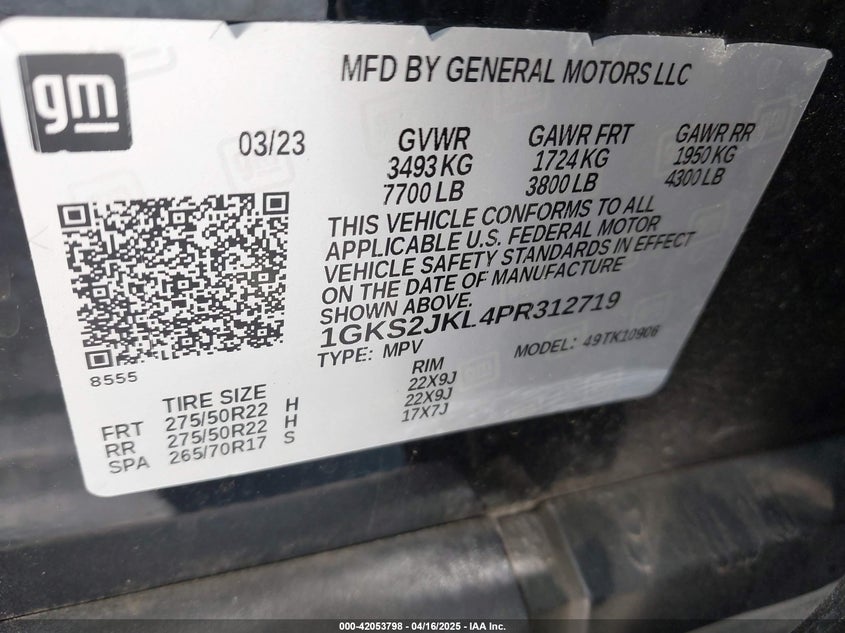 gm
MFD BY GENERAL MOTORS LLC
03/23
GVWR GAWR FRT GAWR RR
3493 KG 1724 KG 1950 KG
7700 LB 3800 LB 4300 LB
THIS VEHICLE CONFORMS TO ALL
APPLICABLE U.S. FEDERAL MOTOR
VEHICLE SAFETY STANDARDS IN EFFECT
ON THE DATE OF MANUFACTURE
SHOWN ABOVE.
1GKS2JKL4PR312719
TYPE: MPV MODEL: 49TK10906
8555
TIRE SIZE RIM
FRT 275/50R22 H 22X9J
RR 275/50R22 H 22X9J
SPA 265/70R17 S 17X7J
000-42053798 - 04/16/2025 - IAA Inc.